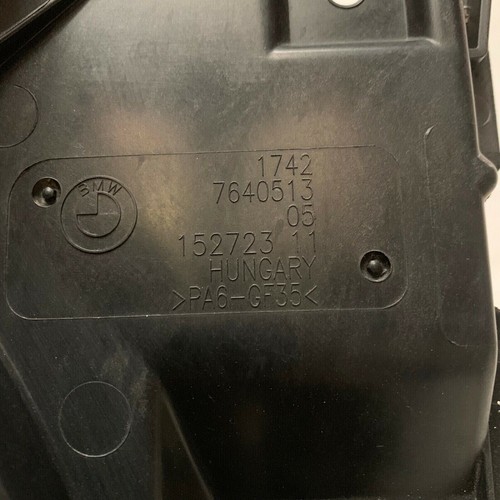 BMW
1742
7640513
05
152723 11
HUNGARY
>PA6-GF35<